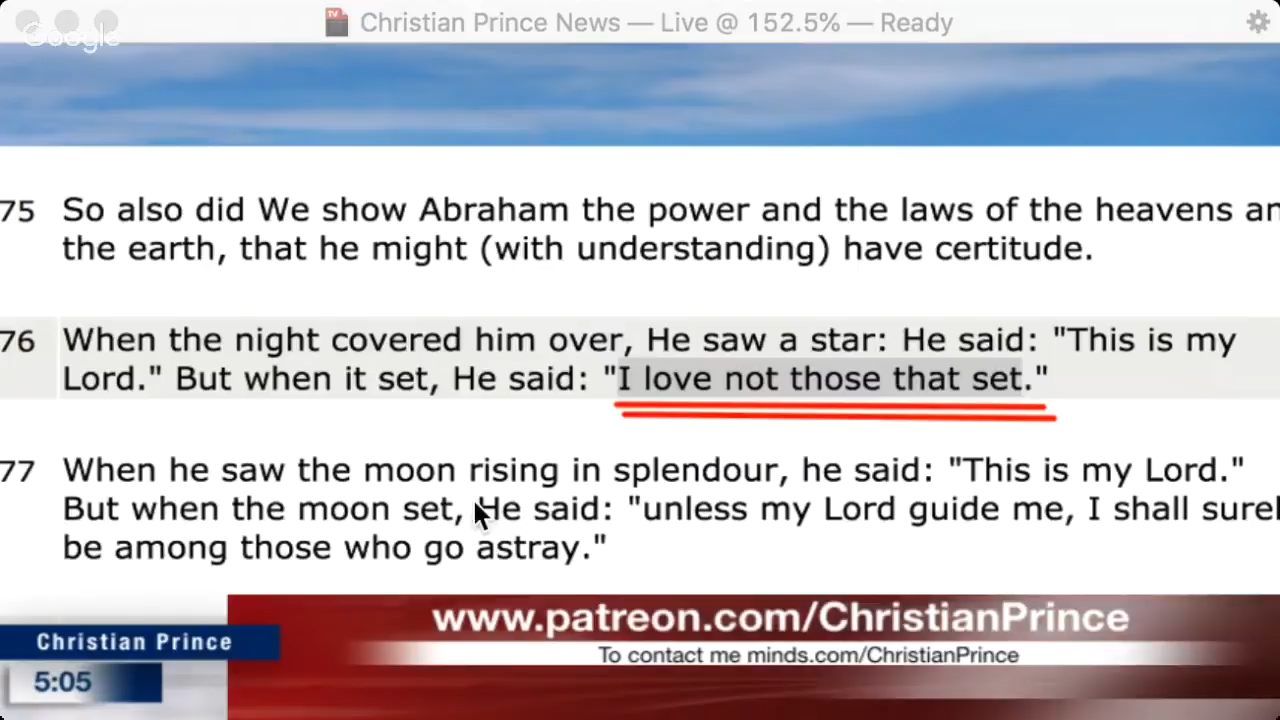 Christian Prince News — Live @ 152.5% — Ready
Google
75 So also did We show Abraham the power and the laws of the heavens an
the earth, that he might (with understanding) have certitude.
76 When the night covered him over, He saw a star: He said: "This is my
Lord." But when it set, He said: "I love not those that set."
77 When he saw the moon rising in splendour, he said: "This is my Lord."
But when the moon set, He said: "unless my Lord guide me, I shall surel
be among those who go astray."
www.patreon.com/ChristianPrince
To contact me minds.com/ChristianPrince
Christian Prince
5:05